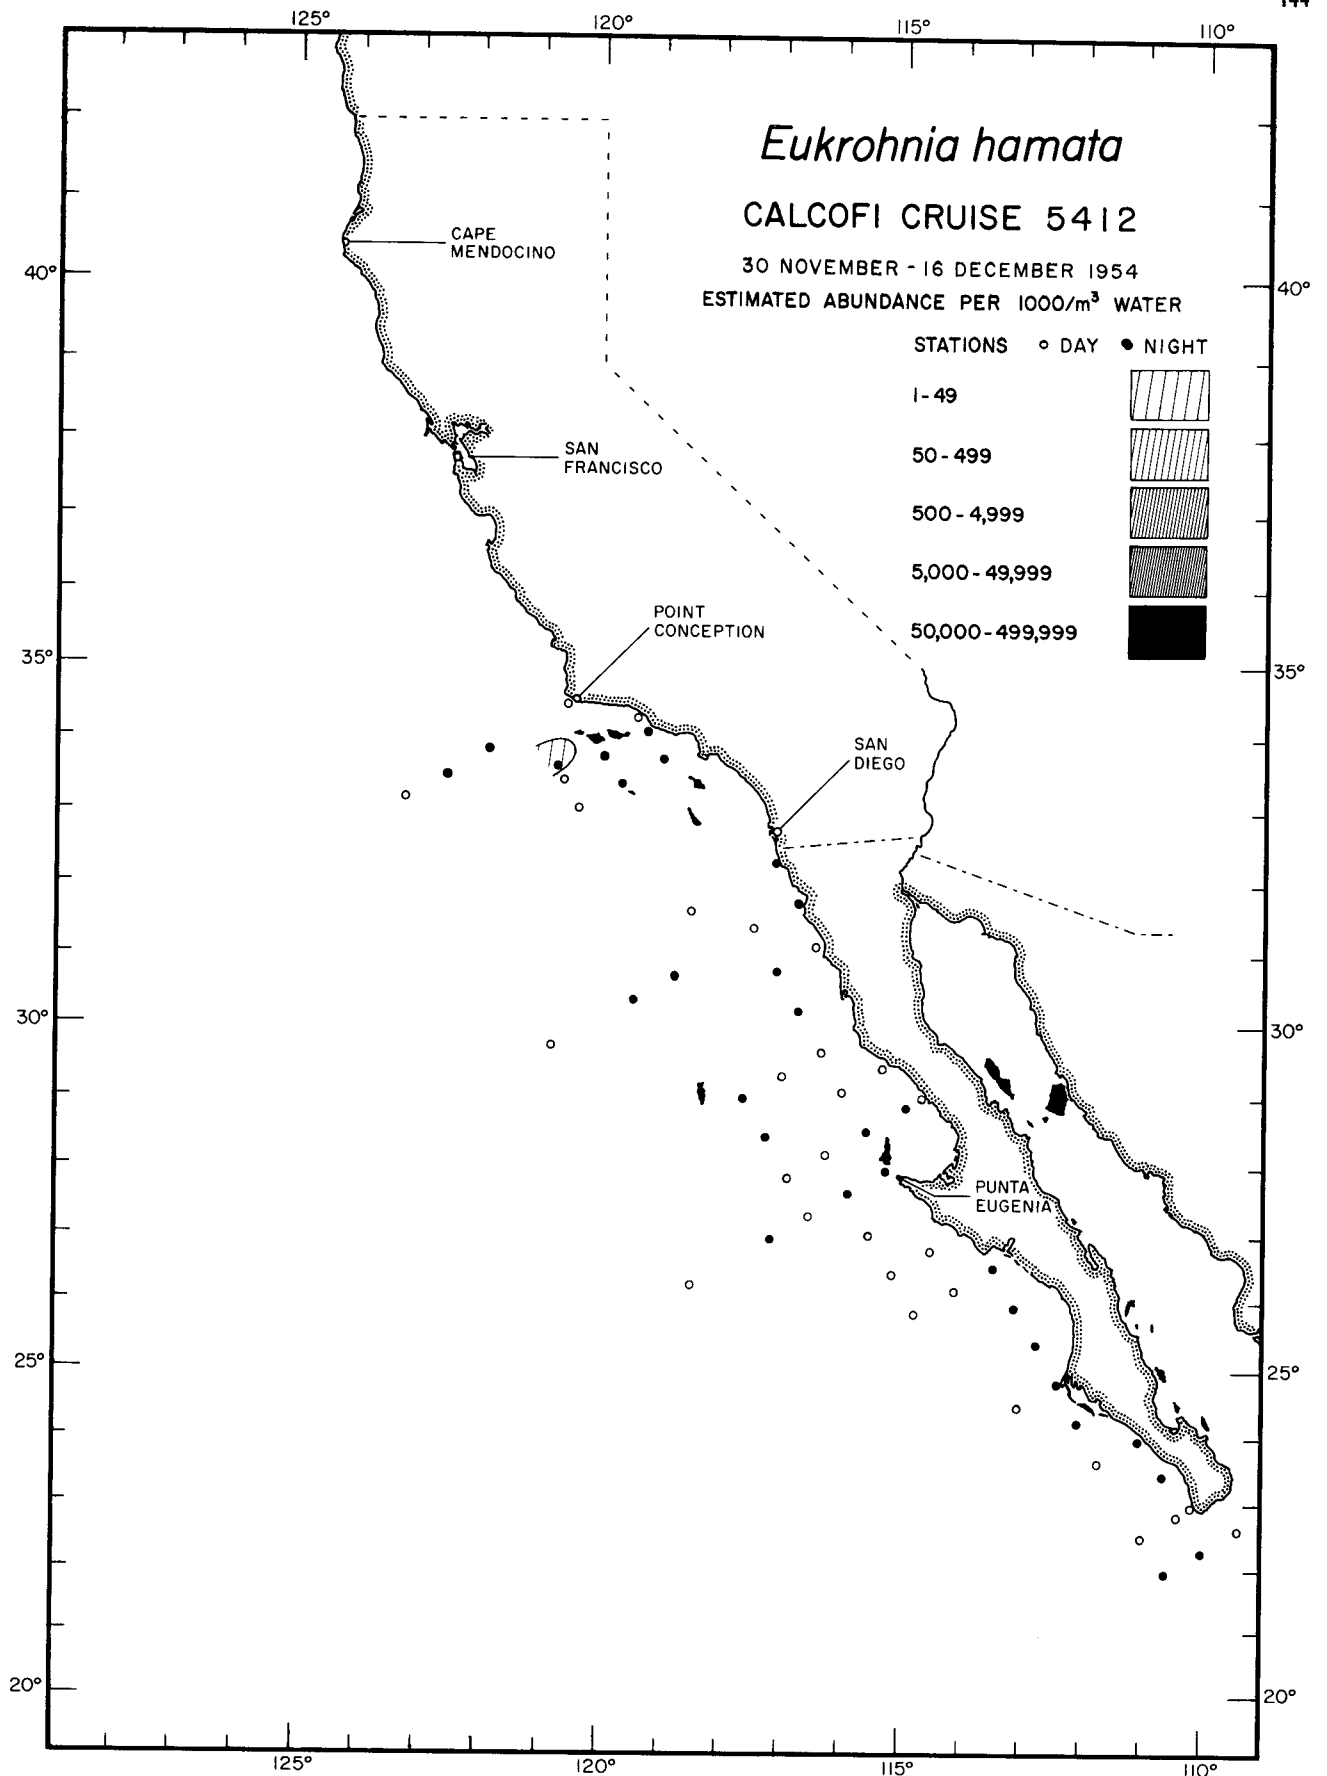 125°
120°
115°
110°
Eukrohnia hamata
CALCOFI CRUISE 5412
30 NOVEMBER - 16 DECEMBER 1954
ESTIMATED ABUNDANCE PER 1000/m³ WATER
STATIONS ○ DAY ● NIGHT
1-49
50-499
500-4,999
5,000-49,999
50,000-499,999
CAPE
MENDOCINO
40°
40°
SAN
FRANCISCO
POINT
CONCEPTION
35°
35°
SAN
DIEGO
30°
30°
PUNTA
EUGENIA
25°
25°
20°
20°
125°
120°
115°
110°